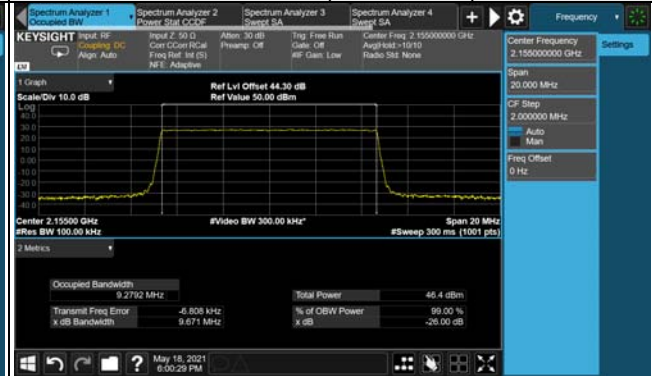 Spectrum Analyzer 1
Occupied BW
Spectrum Analyzer 2
Power Stat CCDF
Spectrum Analyzer 3
Swept SA
Spectrum Analyzer 4
Swept SA
Frequency
KEYSIGHT
Input: RF
Coupling: DC
Align: Auto
Input Z: 50 Ω
Corr CCorr RCal
Freq Ref: Int (S)
NFE: Adaptive
Atten: 30 dB
Preamp: Off
Trig: Free Run
Gate: Off
#IF Gain: Low
Center Freq: 2.155000000 GHz
Avg|Hold:>10/10
Radio Std: None
Center Frequency
2.155000000 GHz
Settings
Span
20.000 MHz
CF Step
2.000000 MHz
Auto
Man
Freq Offset
0 Hz
1 Graph
Scale/Div 10.0 dB
Ref Lvl Offset 44.30 dB
Ref Value 50.00 dBm
Log
40.0
30.0
20.0
10.0
0.00
-10.0
-20.0
-30.0
-40.0
Center 2.15500 GHz
#Video BW 300.00 kHz*
Span 20 MHz
#Res BW 100.00 kHz
#Sweep 300 ms (1001 pts)
2 Metrics
Occupied Bandwidth
9.2792 MHz
Total Power
46.4 dBm
Transmit Freq Error
-6.808 kHz
% of OBW Power
99.00 %
x dB Bandwidth
9.671 MHz
x dB
-26.00 dB
May 18, 2021
6:00:29 PM